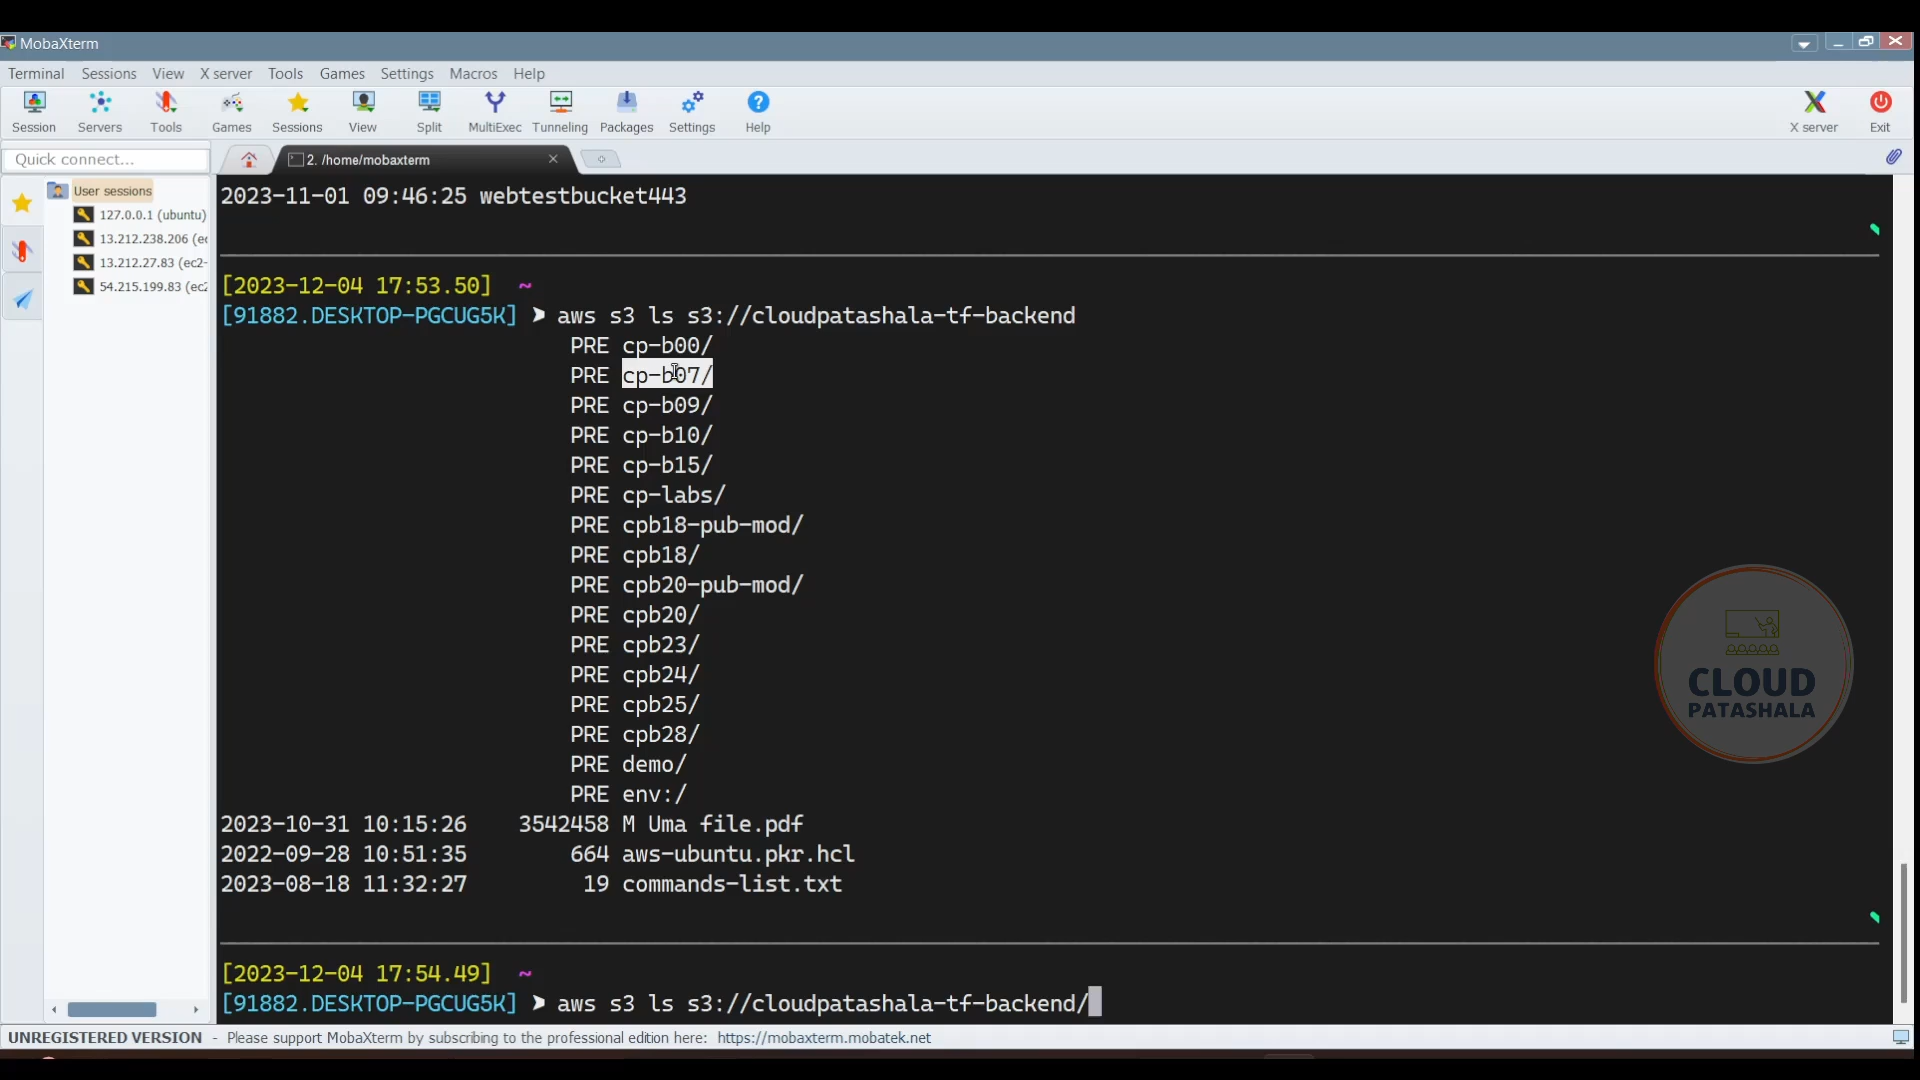 MobaXterm
Terminal Sessions View X server Tools Games Settings Macros Help
Session Servers Tools Games Sessions View Split MultiExec Tunneling Packages Settings Help X server Exit
Quick connect...
2. /home/mobaxterm
User sessions
127.0.0.1 (ubuntu)
13.212.238.206 (ec
13.212.27.83 (ec2-
54.215.199.83 (ec2
2023-11-01 09:46:25 webtestbucket443
[2023-12-04 17:53.50] ~
[91882.DESKTOP-PGCUG5K] ➤ aws s3 ls s3://cloudpatashala-tf-backend
PRE cp-b00/
PRE cp-b07/
PRE cp-b09/
PRE cp-b10/
PRE cp-b15/
PRE cp-labs/
PRE cpb18-pub-mod/
PRE cpb18/
PRE cpb20-pub-mod/
PRE cpb20/
PRE cpb23/
PRE cpb24/
PRE cpb25/
PRE cpb28/
PRE demo/
PRE env:/
2023-10-31 10:15:26 3542458 M Uma file.pdf
2022-09-28 10:51:35 664 aws-ubuntu.pkr.hcl
2023-08-18 11:32:27 19 commands-list.txt
[2023-12-04 17:54.49] ~
[91882.DESKTOP-PGCUG5K] ➤ aws s3 ls s3://cloudpatashala-tf-backend/
CLOUD
PATASHALA
UNREGISTERED VERSION - Please support MobaXterm by subscribing to the professional edition here: https://mobaxterm.mobatek.net